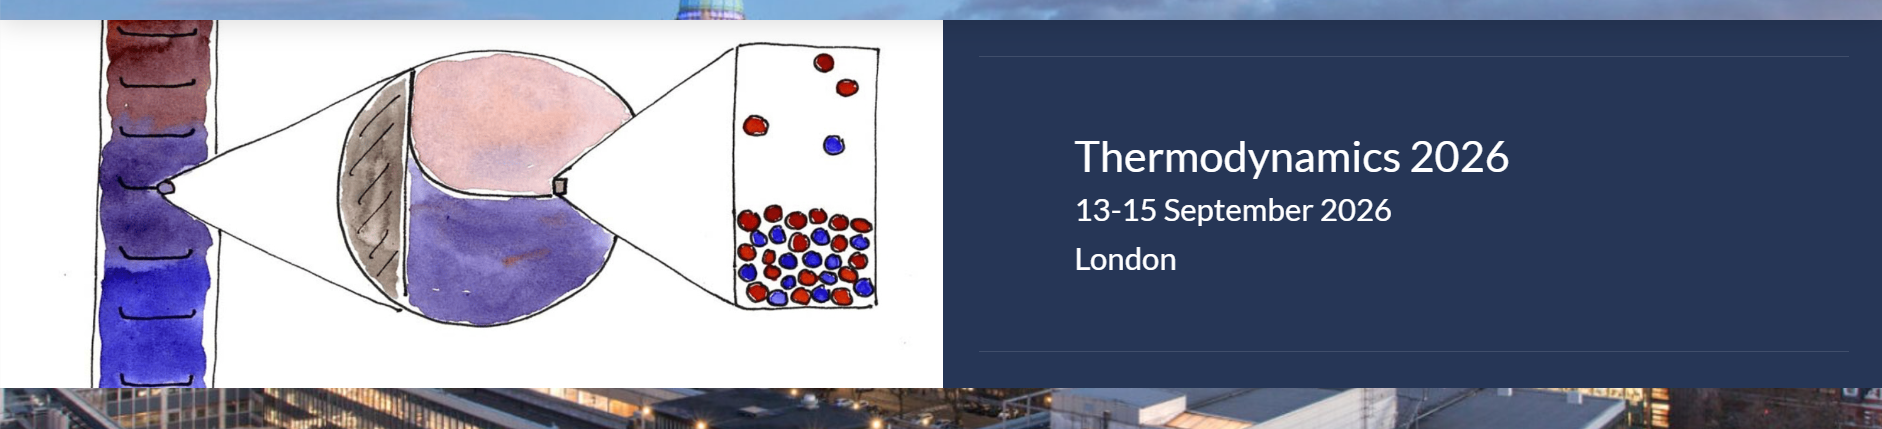 Thermodynamics 2026
13-15 September 2026
London